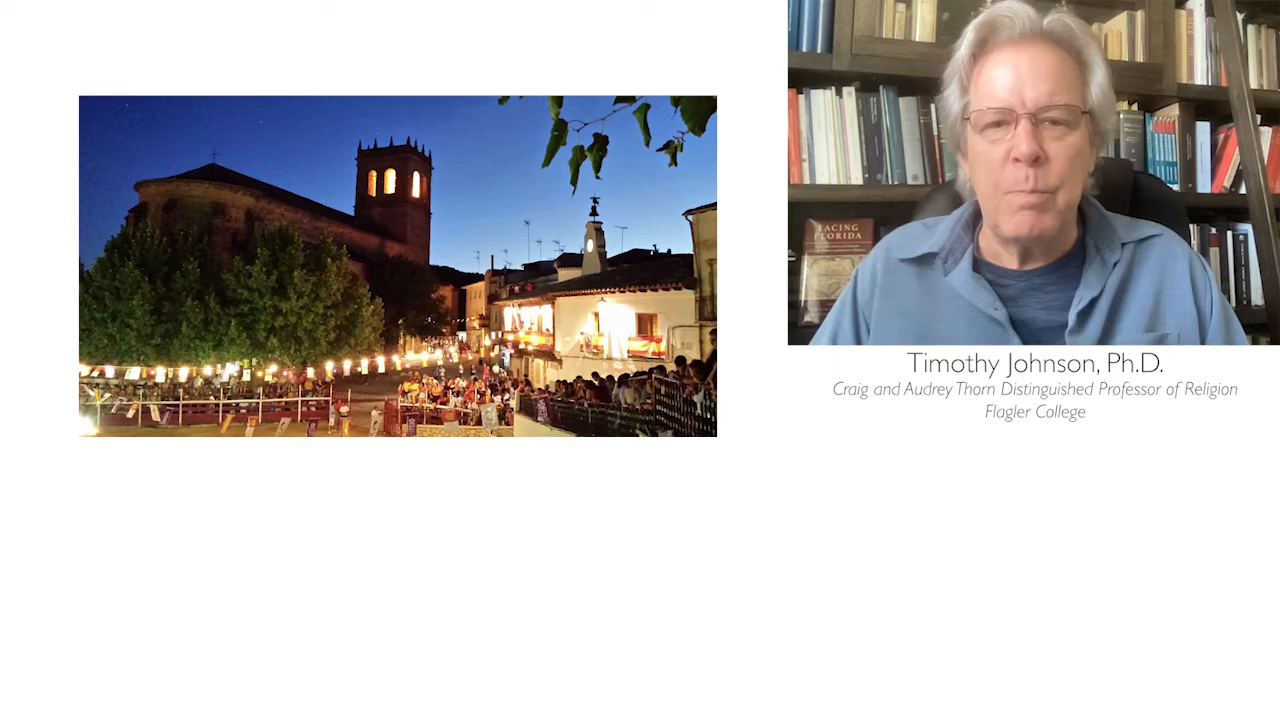 FACING
FLORIDA
Timothy Johnson, Ph.D.
Craig and Audrey Thorn Distinguished Professor of Religion
Flagler College